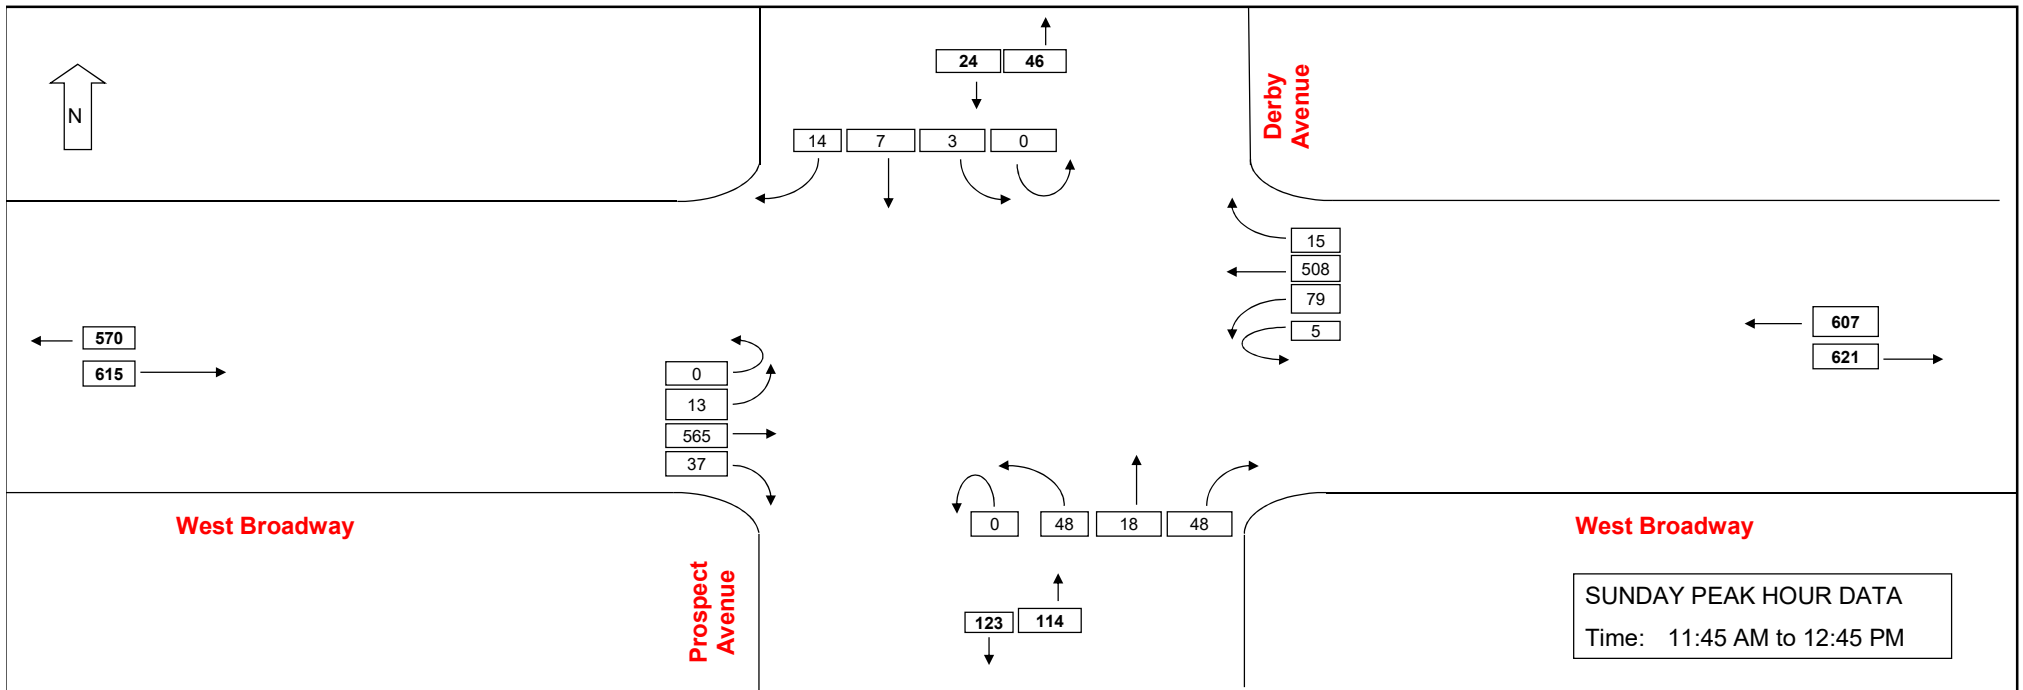 24 46
N
Derby
Avenue
14 7 3 0
15
508
79
5
570
615
607
621
0
13
565
37
0 48 18 48
West Broadway
West Broadway
Prospect
Avenue
123 114
SUNDAY PEAK HOUR DATA
Time: 11:45 AM to 12:45 PM